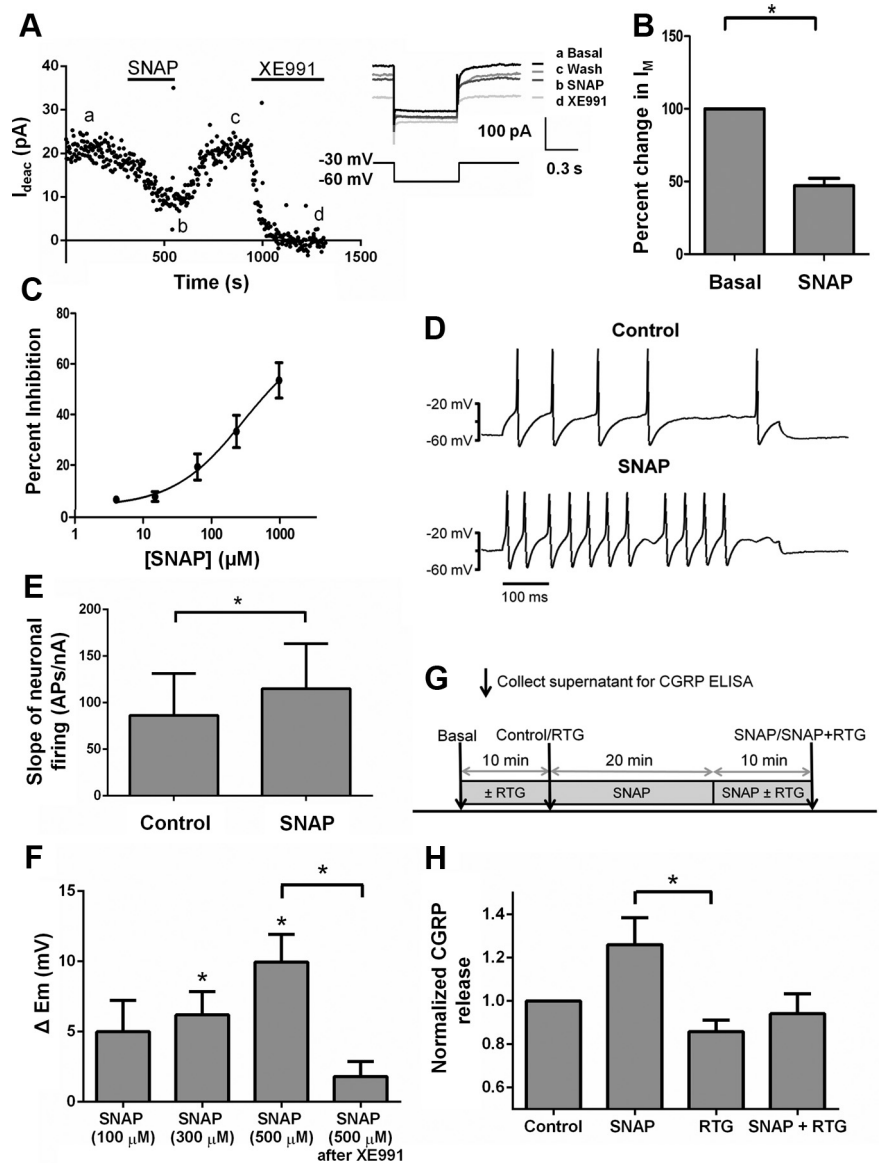 A
SNAP
XE991
40
30
20
10
0
I_deac (pA)
a
b
c
d
500
1000
1500
Time (s)
a Basal
c Wash
b SNAP
d XE991
100 pA
0.3 s
-30 mV
-60 mV
B
*
150
100
50
0
Percent change in I_M
Basal
SNAP
C
80
60
40
20
0
Percent Inhibition
1
10
100
1000
[SNAP] (µM)
D
Control
-20 mV
-60 mV
SNAP
-20 mV
-60 mV
100 ms
E
*
200
150
100
50
0
Slope of neuronal
firing (APs/nA)
Control
SNAP
G
Collect supernatant for CGRP ELISA
Basal
Control/RTG
SNAP/SNAP+RTG
10 min
20 min
10 min
± RTG
SNAP
SNAP ± RTG
F
*
*
*
15
10
5
0
Δ Em (mV)
SNAP
(100 µM)
SNAP
(300 µM)
SNAP
(500 µM)
SNAP
(500 µM)
after XE991
H
*
1.4
1.2
1.0
0.8
0.6
Normalized CGRP
release
Control
SNAP
RTG
SNAP + RTG